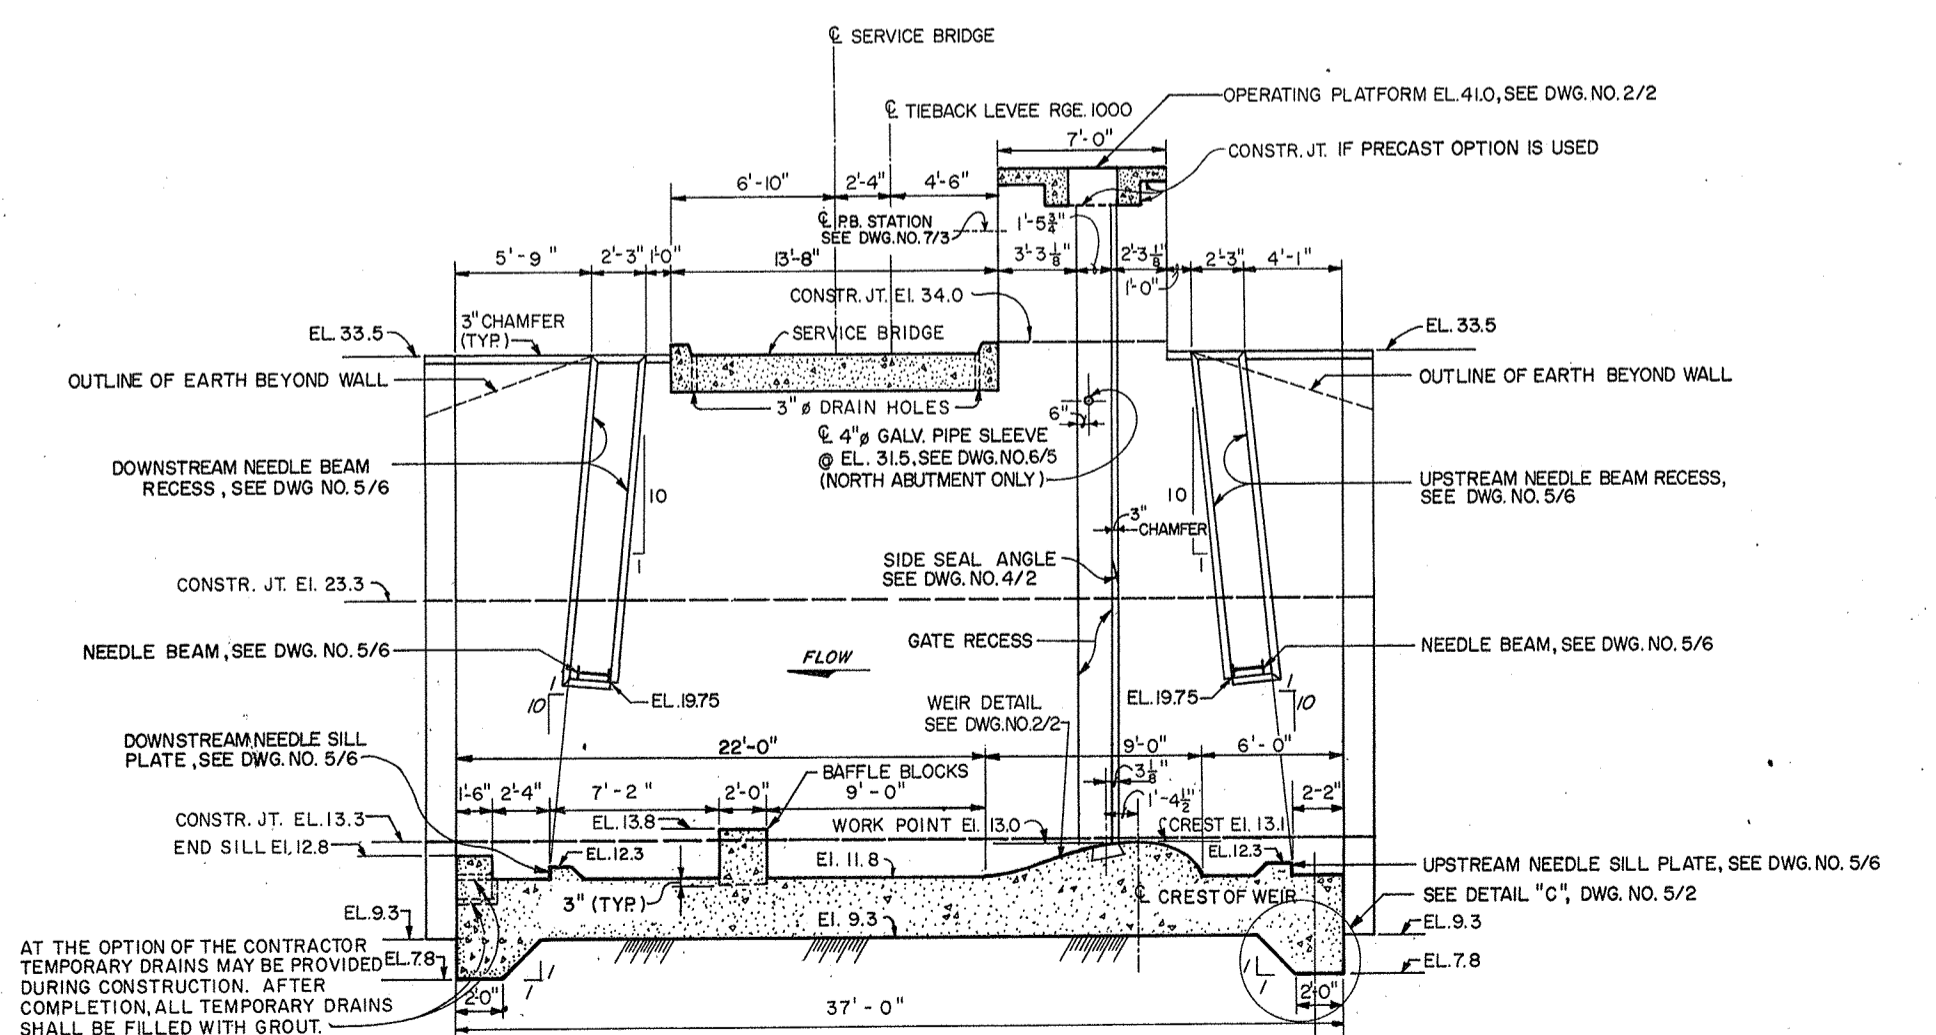 ℄ SERVICE BRIDGE
OPERATING PLATFORM EL.41.0, SEE DWG. NO. 2/2
℄ TIEBACK LEVEE RGE. 1000
7'-0"
CONSTR. JT. IF PRECAST OPTION IS USED
6'-10"
2'-4"
4'-6"
℄ P.B. STATION
SEE DWG. NO. 7/3
1'-5 3/4"
5'-9"
2'-3"
1'-0"
13'-8"
3'-3 1/8"
2'-3 1/8"
1'-0"
2'-3"
4'-1"
CONSTR. JT. El. 34.0
EL. 33.5
3" CHAMFER
(TYP.)
SERVICE BRIDGE
EL. 33.5
OUTLINE OF EARTH BEYOND WALL
OUTLINE OF EARTH BEYOND WALL
3" ø DRAIN HOLES
6"
℄ 4"ø GALV. PIPE SLEEVE
@ EL. 31.5, SEE DWG. NO. 6/5
(NORTH ABUTMENT ONLY)
DOWNSTREAM NEEDLE BEAM
RECESS, SEE DWG NO. 5/6
10
1
10
1
UPSTREAM NEEDLE BEAM RECESS,
SEE DWG. NO. 5/6
3"
CHAMFER
SIDE SEAL ANGLE
SEE DWG. NO. 4/2
CONSTR. JT. El. 23.3
GATE RECESS
NEEDLE BEAM, SEE DWG. NO. 5/6
FLOW
NEEDLE BEAM, SEE DWG. NO. 5/6
1
10
EL. 19.75
EL. 19.75
1
10
WEIR DETAIL
SEE DWG. NO. 2/2
DOWNSTREAM NEEDLE SILL
PLATE, SEE DWG. NO. 5/6
22'-0"
9'-0"
6'-0"
BAFFLE BLOCKS
3 1/8"
1'-6"
2'-4"
7'-2"
2'-0"
9'-0"
1'-4 1/2"
2-2"
CONSTR. JT. EL. 13.3
EL. 13.8
WORK POINT El. 13.0
CREST El. 13.1
END SILL El. 12.8
EL. 12.3
El. 11.8
EL. 12.3
UPSTREAM NEEDLE SILL PLATE, SEE DWG. NO. 5/6
3" (TYP.)
℄ CREST OF WEIR
SEE DETAIL "C", DWG. NO. 5/2
EL. 9.3
El. 9.3
EL. 9.3
AT THE OPTION OF THE CONTRACTOR
TEMPORARY DRAINS MAY BE PROVIDED
DURING CONSTRUCTION. AFTER
COMPLETION, ALL TEMPORARY DRAINS
SHALL BE FILLED WITH GROUT.
EL. 7.8
1
1
1
1
EL. 7.8
2'-0"
2'-0"
37'-0"